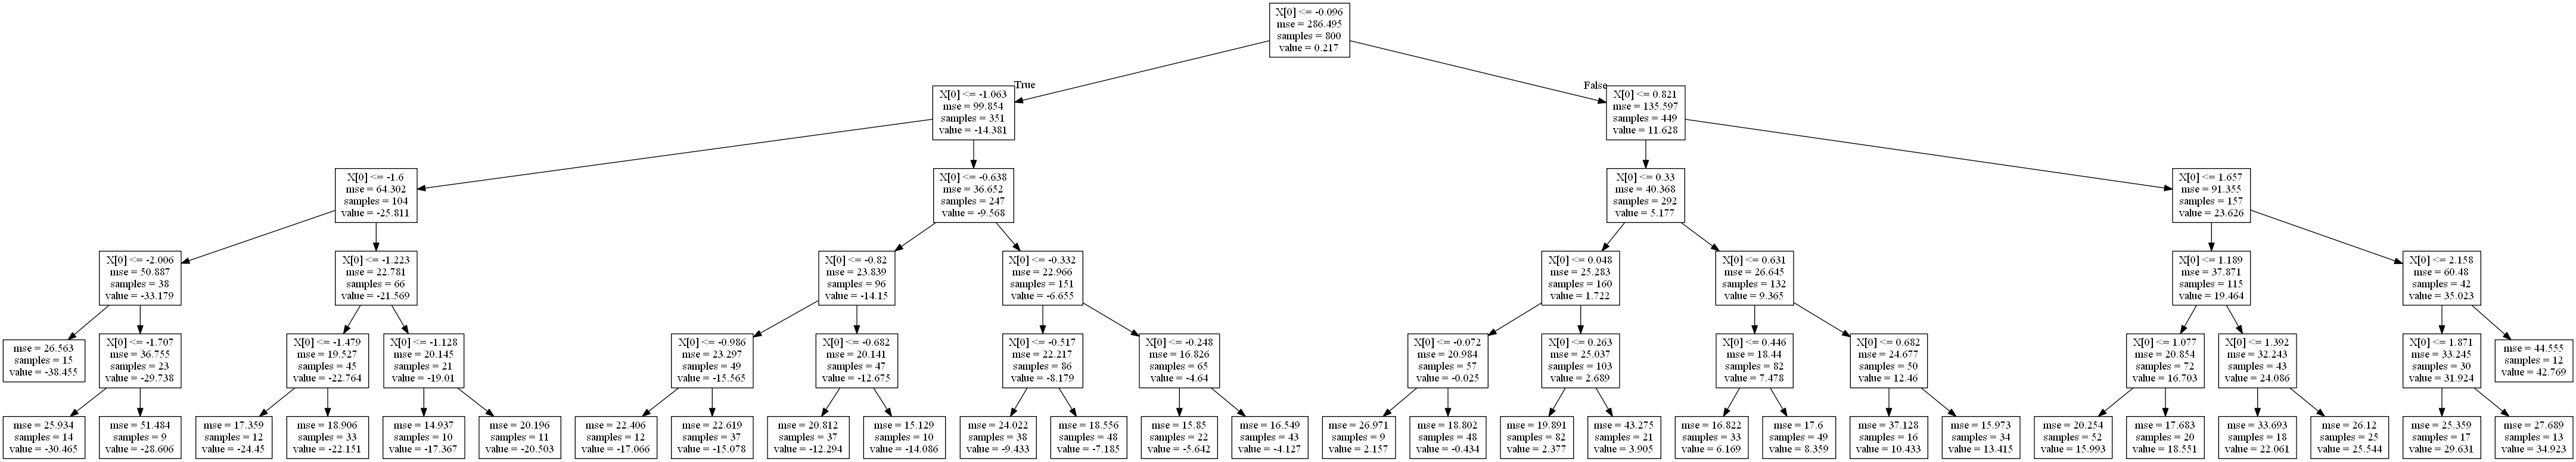 X[0] <= -0.096
mse = 286.495
samples = 800
value = 0.217
True
False
X[0] <= -1.063
mse = 99.854
samples = 351
value = -14.381
X[0] <= 0.821
mse = 135.597
samples = 449
value = 11.628
X[0] <= -1.6
mse = 64.302
samples = 104
value = -25.811
X[0] <= -0.638
mse = 36.652
samples = 247
value = -9.568
X[0] <= 0.33
mse = 40.368
samples = 292
value = 5.177
X[0] <= 1.657
mse = 91.355
samples = 157
value = 23.626
X[0] <= -2.006
mse = 50.887
samples = 38
value = -33.179
X[0] <= -1.223
mse = 22.781
samples = 66
value = -21.569
X[0] <= -0.82
mse = 23.839
samples = 96
value = -14.15
X[0] <= -0.332
mse = 22.966
samples = 151
value = -6.655
X[0] <= 0.048
mse = 25.283
samples = 160
value = 1.722
X[0] <= 0.631
mse = 26.645
samples = 132
value = 9.365
X[0] <= 1.189
mse = 37.871
samples = 115
value = 19.464
X[0] <= 2.158
mse = 60.48
samples = 42
value = 35.023
mse = 26.563
samples = 15
value = -38.455
X[0] <= -1.707
mse = 36.755
samples = 23
value = -29.738
X[0] <= -1.479
mse = 19.527
samples = 45
value = -22.764
X[0] <= -1.128
mse = 20.145
samples = 21
value = -19.01
X[0] <= -0.986
mse = 23.297
samples = 49
value = -15.565
X[0] <= -0.682
mse = 20.141
samples = 47
value = -12.675
X[0] <= -0.517
mse = 22.217
samples = 86
value = -8.179
X[0] <= -0.248
mse = 16.826
samples = 65
value = -4.64
X[0] <= -0.072
mse = 20.984
samples = 57
value = -0.025
X[0] <= 0.263
mse = 25.037
samples = 103
value = 2.689
X[0] <= 0.446
mse = 18.44
samples = 82
value = 7.478
X[0] <= 0.682
mse = 24.677
samples = 50
value = 12.46
X[0] <= 1.077
mse = 20.854
samples = 72
value = 16.703
X[0] <= 1.392
mse = 32.243
samples = 43
value = 24.086
X[0] <= 1.871
mse = 33.245
samples = 30
value = 31.924
mse = 44.555
samples = 12
value = 42.769
mse = 25.934
samples = 14
value = -30.465
mse = 51.484
samples = 9
value = -28.606
mse = 17.359
samples = 12
value = -24.45
mse = 18.906
samples = 33
value = -22.151
mse = 14.937
samples = 10
value = -17.367
mse = 20.196
samples = 11
value = -20.503
mse = 22.406
samples = 12
value = -17.066
mse = 22.619
samples = 37
value = -15.078
mse = 20.812
samples = 37
value = -12.294
mse = 15.129
samples = 10
value = -14.086
mse = 24.022
samples = 38
value = -9.433
mse = 18.556
samples = 48
value = -7.185
mse = 15.85
samples = 22
value = -5.642
mse = 16.549
samples = 43
value = -4.127
mse = 26.971
samples = 9
value = 2.157
mse = 18.802
samples = 48
value = -0.434
mse = 19.891
samples = 82
value = 2.377
mse = 43.275
samples = 21
value = 3.905
mse = 16.822
samples = 33
value = 6.169
mse = 17.6
samples = 49
value = 8.359
mse = 37.128
samples = 16
value = 10.433
mse = 15.973
samples = 34
value = 13.415
mse = 20.254
samples = 52
value = 15.993
mse = 17.683
samples = 20
value = 18.551
mse = 33.693
samples = 18
value = 22.061
mse = 26.12
samples = 25
value = 25.544
mse = 25.359
samples = 17
value = 29.631
mse = 27.689
samples = 13
value = 34.923